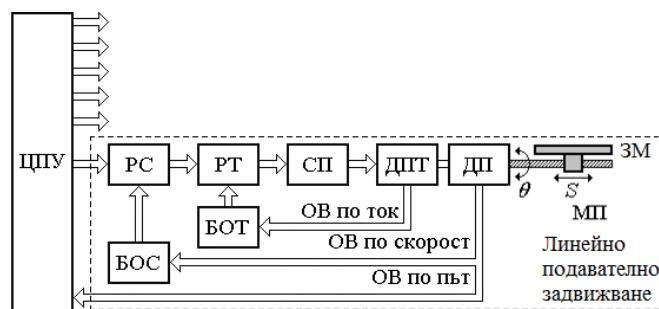 ЦПУ
РС
РТ
СП
ДПТ
ДП
θ
S
ЗМ
МП
ОВ по ток
БОТ
ОВ по скорост
БОС
ОВ по път
Линейно
подавателно
задвижване